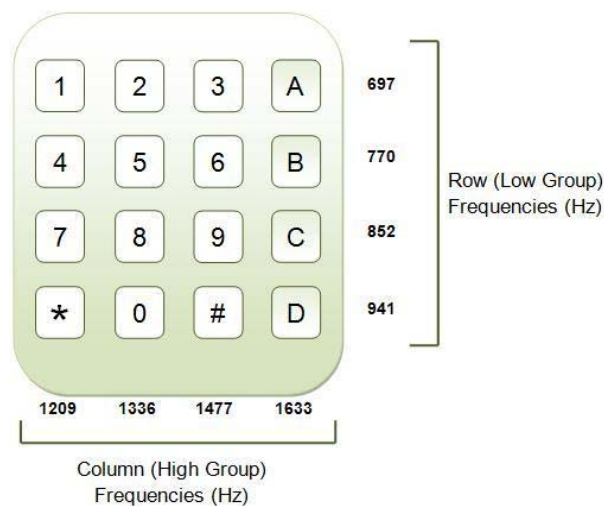 1 2 3 A 697
4 5 6 B 770
Row (Low Group)
Frequencies (Hz)
7 8 9 C 852
* 0 # D 941
1209 1336 1477 1633
Column (High Group)
Frequencies (Hz)